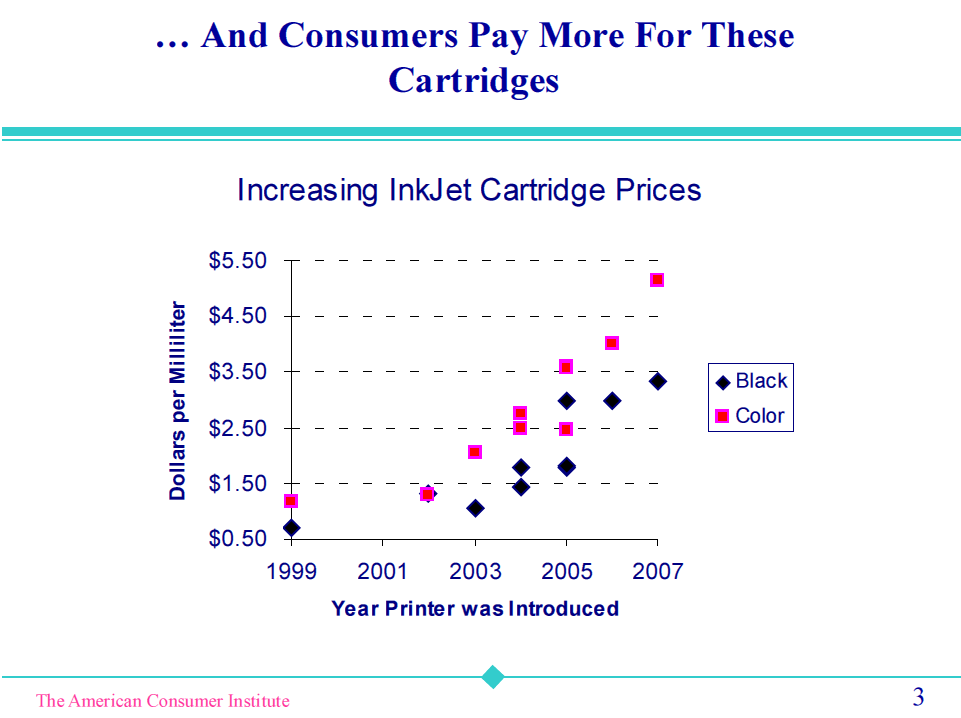 … And Consumers Pay More For These
Cartridges
Increasing InkJet Cartridge Prices
$5.50
$4.50
$3.50
$2.50
$1.50
$0.50
Dollars per Milliliter
1999 2001 2003 2005 2007
Year Printer was Introduced
Black
Color
The American Consumer Institute
3